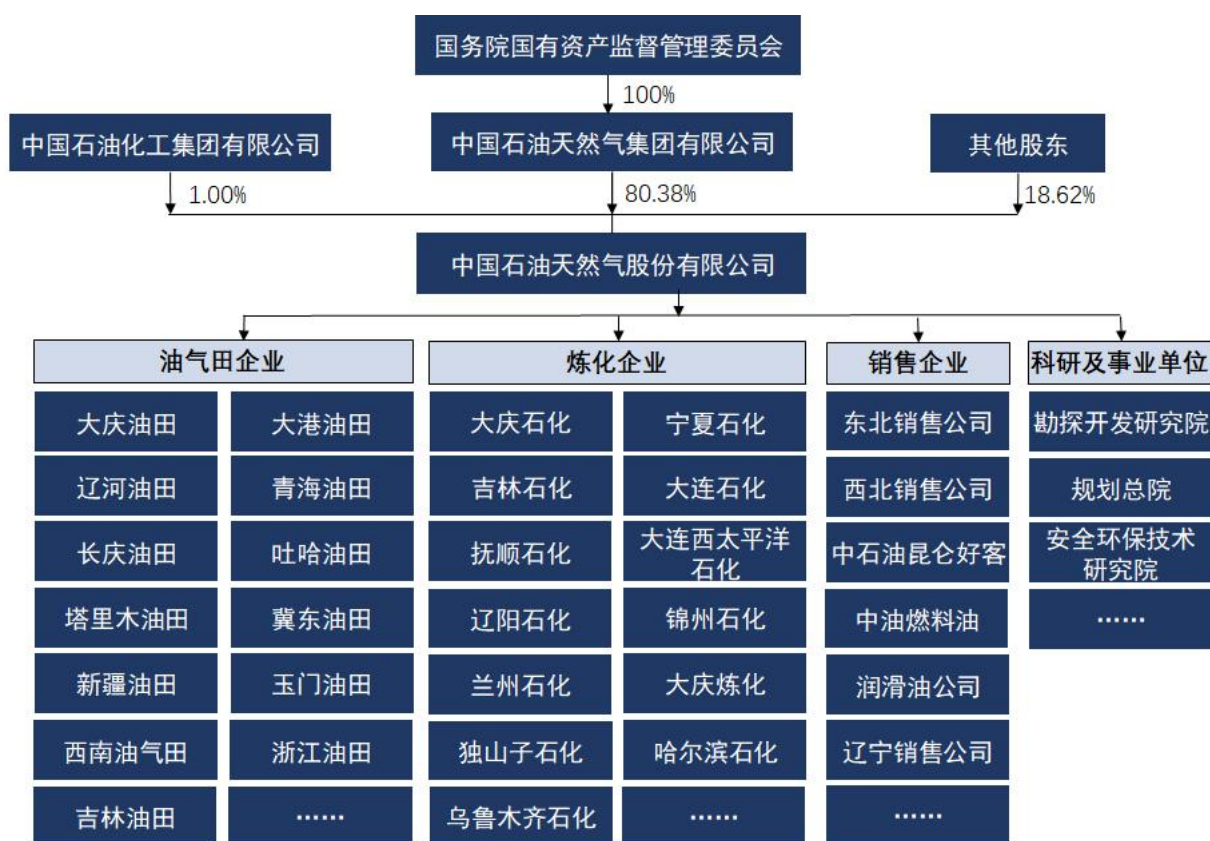 国务院国有资产监督管理委员会
100%
中国石油化工集团有限公司
中国石油天然气集团有限公司
其他股东
1.00%
80.38%
18.62%
中国石油天然气股份有限公司
油气田企业
炼化企业
销售企业
科研及事业单位
大庆油田
大港油田
大庆石化
宁夏石化
东北销售公司
勘探开发研究院
辽河油田
青海油田
吉林石化
大连石化
西北销售公司
规划总院
长庆油田
吐哈油田
抚顺石化
大连西太平洋
石化
中石油昆仑好客
安全环保技术
研究院
塔里木油田
冀东油田
辽阳石化
锦州石化
中油燃料油
······
新疆油田
玉门油田
兰州石化
大庆炼化
润滑油公司
西南油气田
浙江油田
独山子石化
哈尔滨石化
辽宁销售公司
吉林油田
······
乌鲁木齐石化
······
······